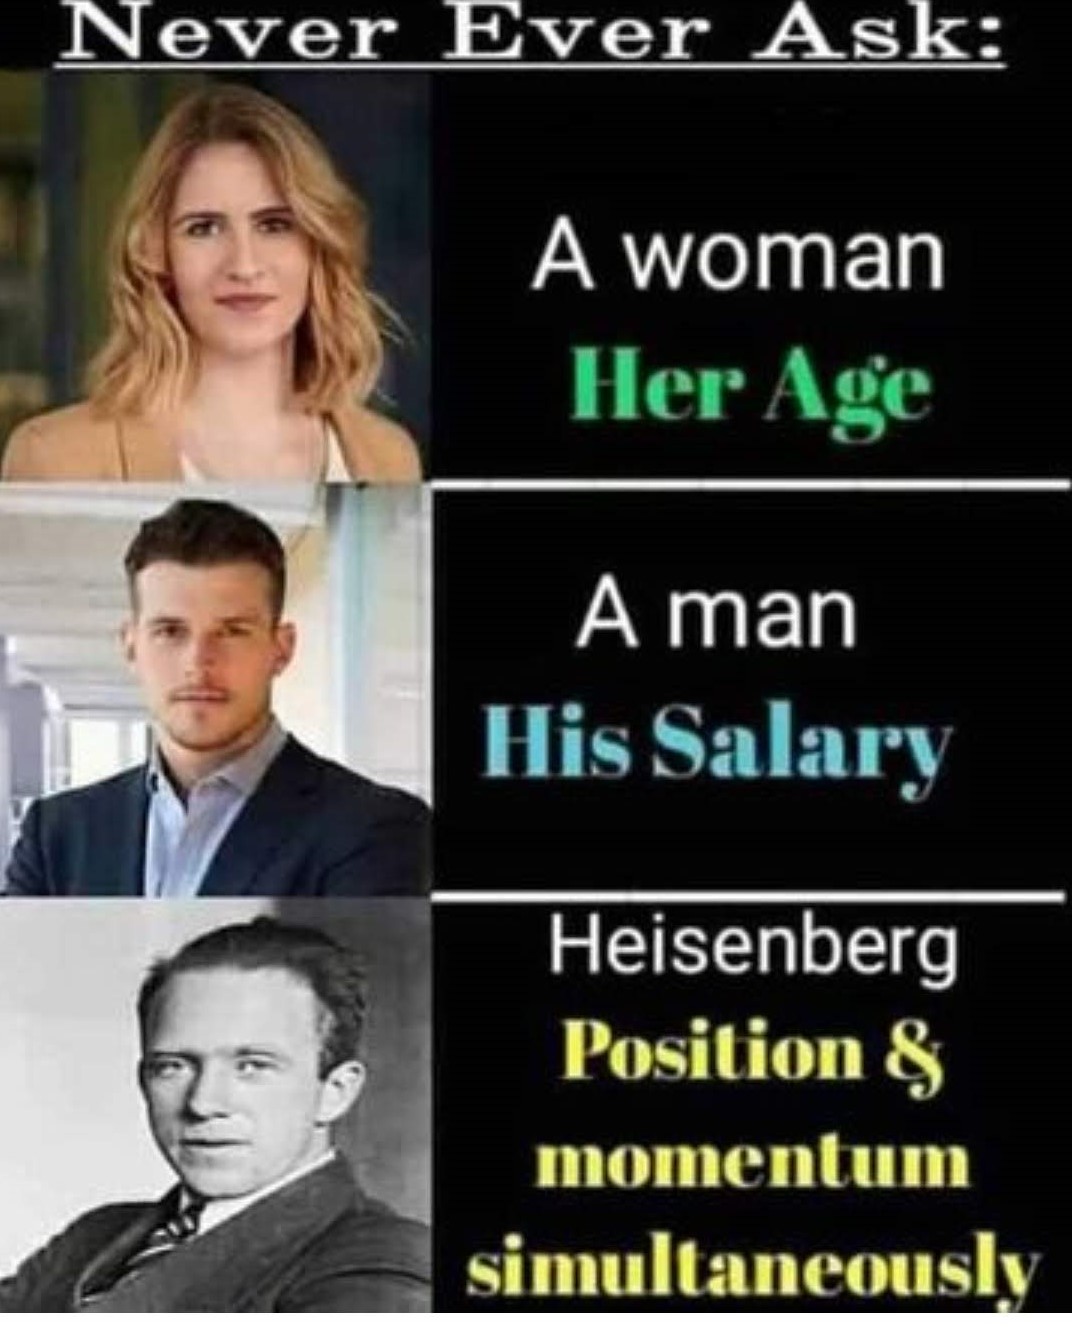 Never Ever Ask:
A woman
Her Age
A man
His Salary
Heisenberg
Position &
momentum
simultaneously